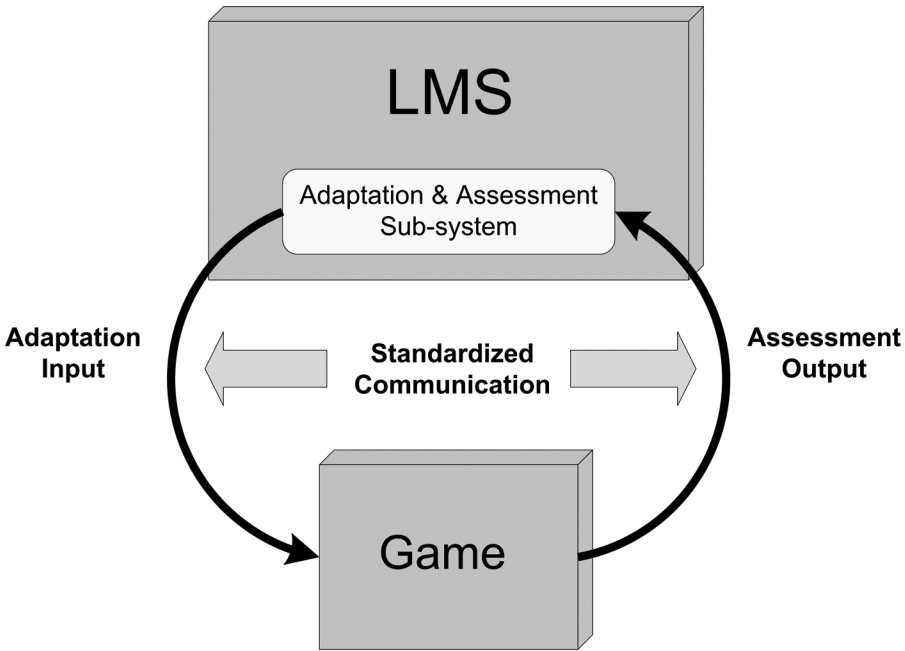 LMS
Adaptation & Assessment
Sub-system
Adaptation
Input
Standardized
Communication
Assessment
Output
Game